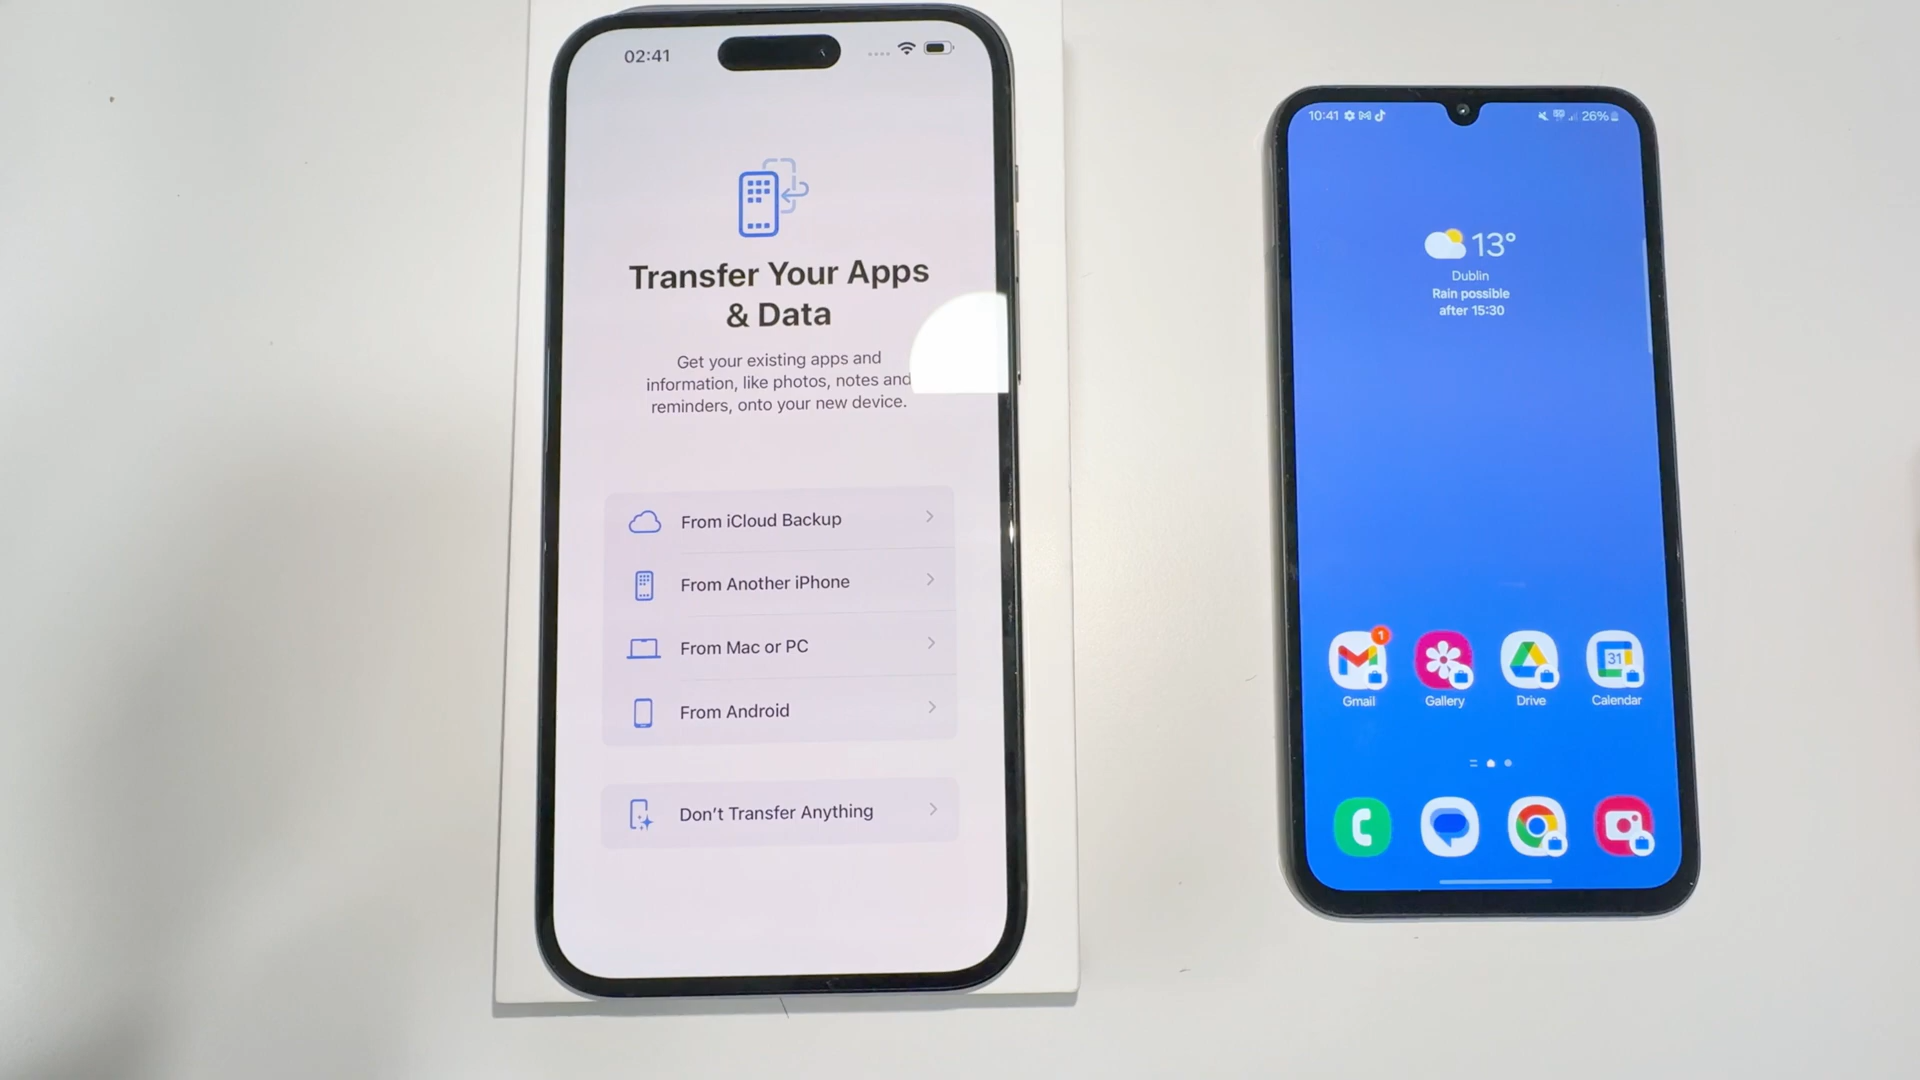 02:41
Transfer Your Apps
& Data
Get your existing apps and
information, like photos, notes and
reminders, onto your new device.
From iCloud Backup
From Another iPhone
From Mac or PC
From Android
Don't Transfer Anything
10:41
26%
13°
Dublin
Rain possible
after 15:30
1
31
Gmail
Gallery
Drive
Calendar